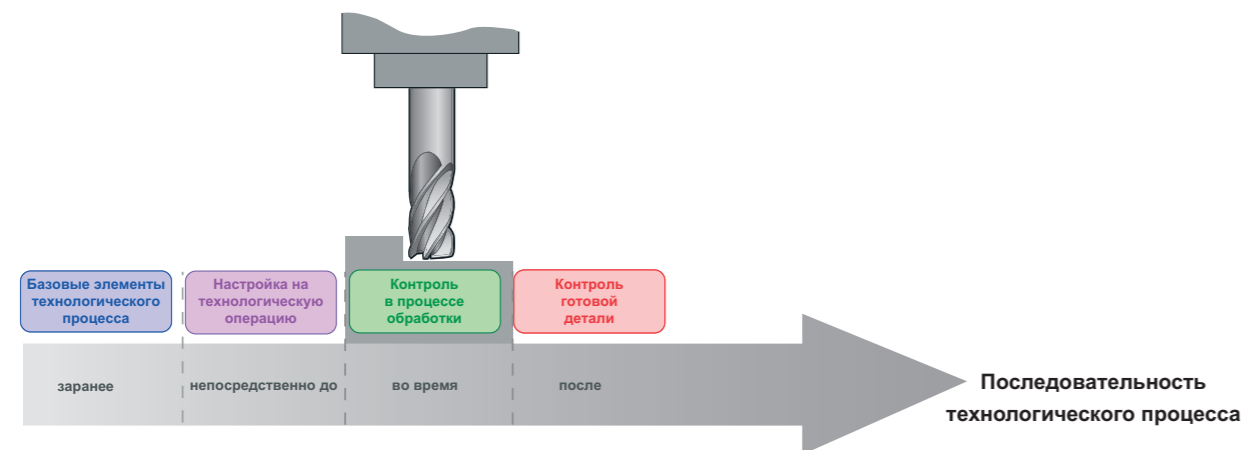 Базовые элементы
технологического
процесса
Настройка на
технологическую
операцию
Контроль
в процессе
обработки
Контроль
готовой
детали
заранее
непосредственно до
во время
после
Последовательность
технологического процесса